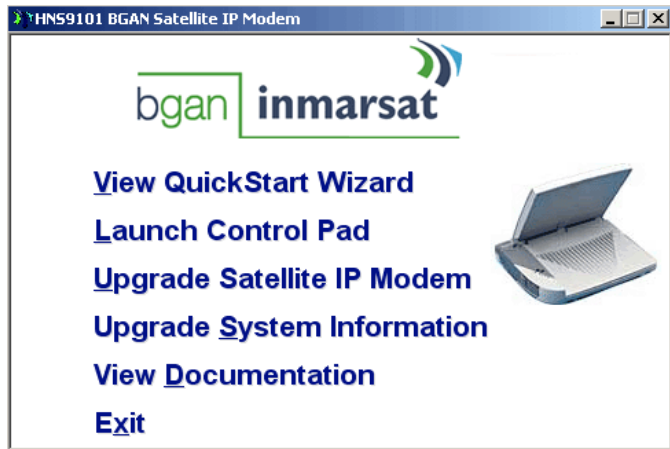 HNS9101 BGAN Satellite IP Modem
bgan inmarsat
View QuickStart Wizard
Launch Control Pad
Upgrade Satellite IP Modem
Upgrade System Information
View Documentation
Exit